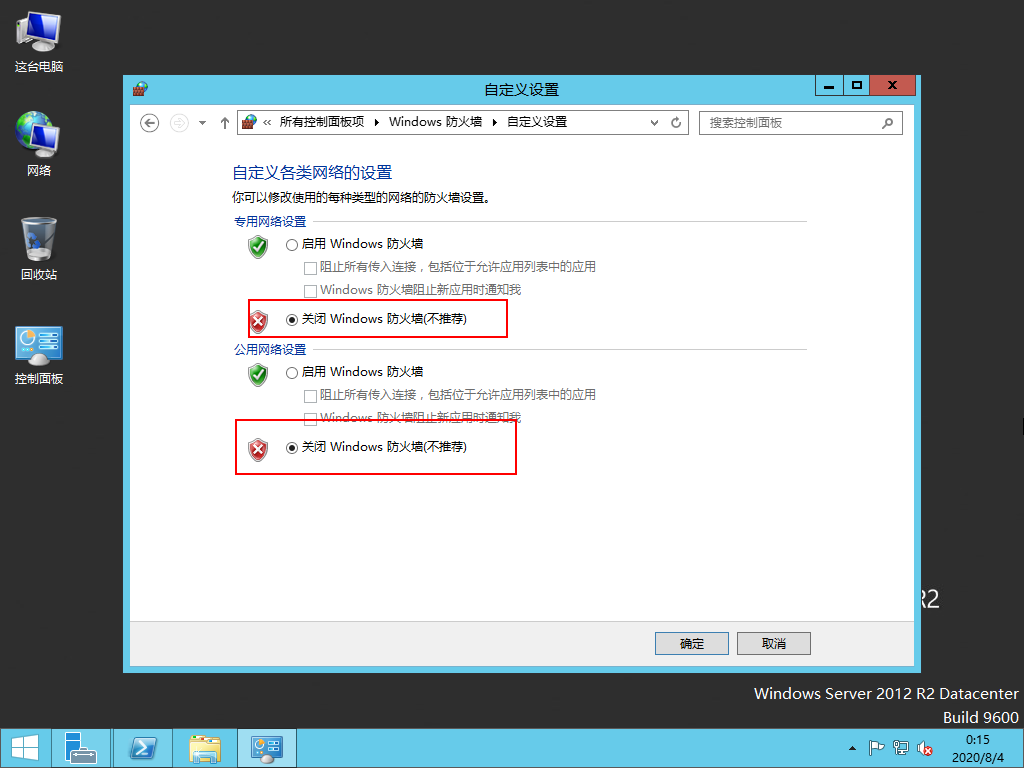 这台电脑
网络
回收站
控制面板
自定义设置
« 所有控制面板项 Windows 防火墙 自定义设置
搜索控制面板
自定义各类网络的设置
你可以修改使用的每种类型的网络的防火墙设置。
专用网络设置
启用 Windows 防火墙
阻止所有传入连接，包括位于允许应用列表中的应用
Windows 防火墙阻止新应用时通知我
关闭 Windows 防火墙(不推荐)
公用网络设置
启用 Windows 防火墙
阻止所有传入连接，包括位于允许应用列表中的应用
Windows 防火墙阻止新应用时通知我
关闭 Windows 防火墙(不推荐)
R2
确定
取消
Windows Server 2012 R2 Datacenter
Build 9600
0:15
2020/8/4